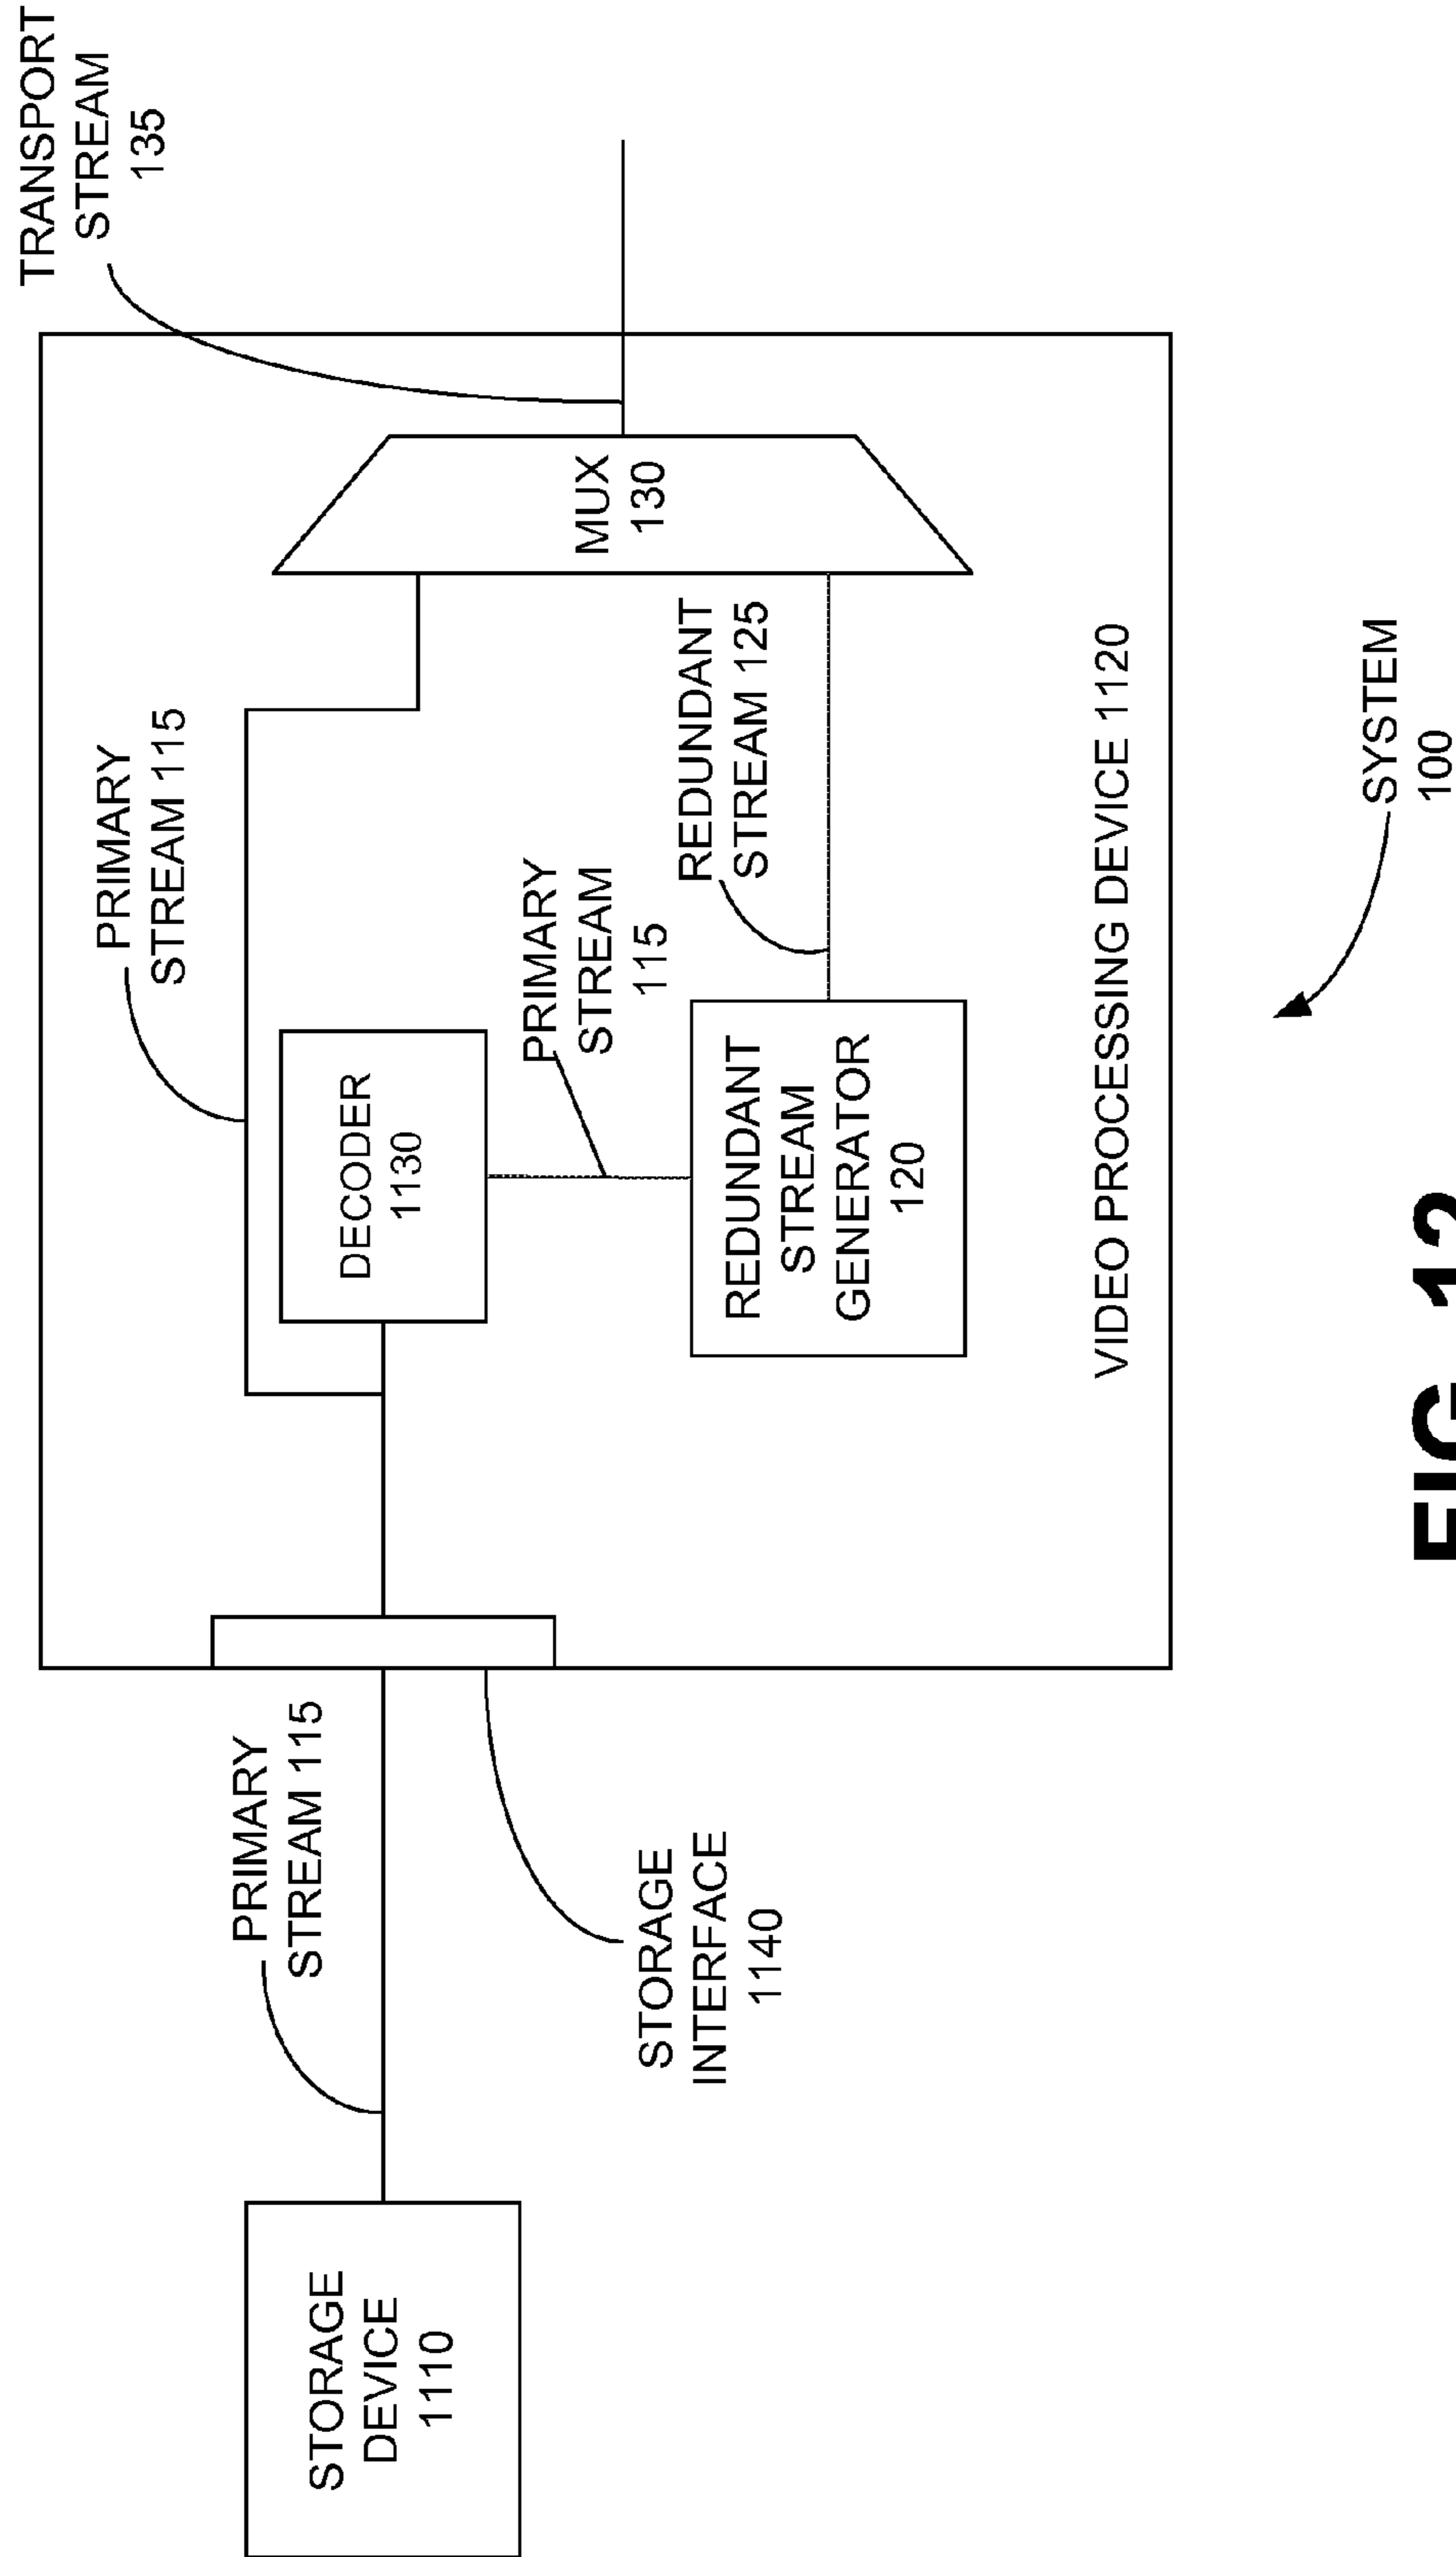 STORAGE
DEVICE
1110
PRIMARY
STREAM 115
STORAGE
INTERFACE
1140
PRIMARY
STREAM 115
DECODER
1130
PRIMARY
STREAM
115
REDUNDANT
STREAM
GENERATOR
120
REDUNDANT
STREAM 125
MUX
130
TRANSPORT
STREAM
135
VIDEO PROCESSING DEVICE 1120
SYSTEM
100
FIG. 12